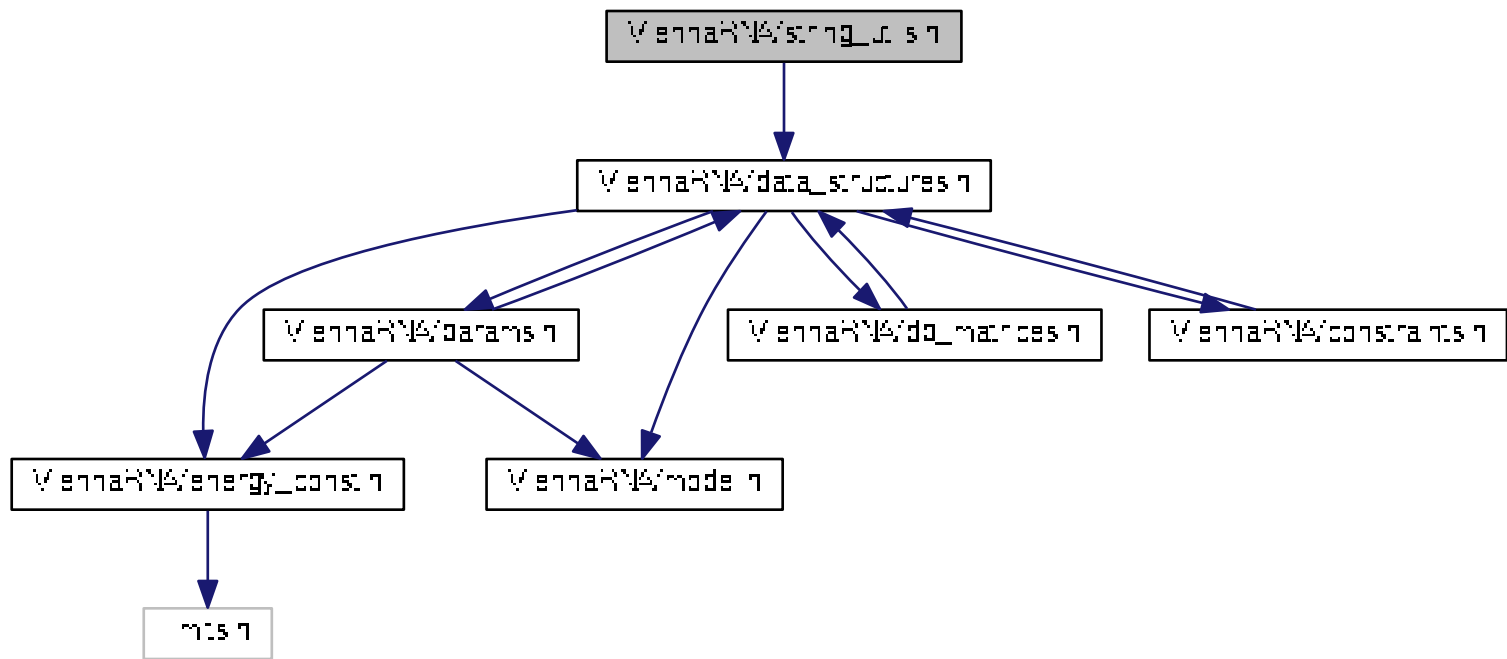 ViennaRNA/string_utils.h
ViennaRNA/data_structures.h
ViennaRNA/params.h
ViennaRNA/dp_matrices.h
ViennaRNA/constraints.h
ViennaRNA/energy_const.h
ViennaRNA/model.h
limits.h